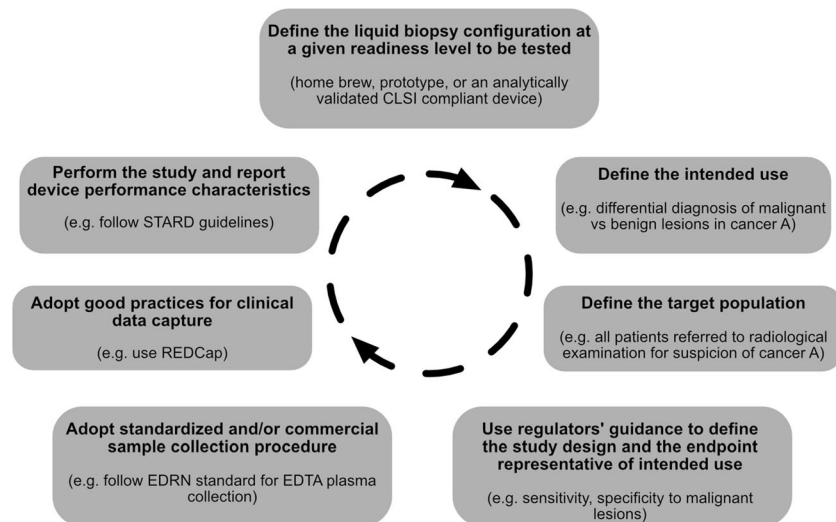 Define the liquid biopsy configuration at
a given readiness level to be tested
(home brew, prototype, or an analytically
validated CLSI compliant device)
Define the intended use
(e.g. differential diagnosis of malignant
vs benign lesions in cancer A)
Define the target population
(e.g. all patients referred to radiological
examination for suspicion of cancer A)
Use regulators' guidance to define
the study design and the endpoint
representative of intended use
(e.g. sensitivity, specificity to malignant
lesions)
Adopt standardized and/or commercial
sample collection procedure
(e.g. follow EDRN standard for EDTA plasma
collection)
Adopt good practices for clinical
data capture
(e.g. use REDCap)
Perform the study and report
device performance characteristics
(e.g. follow STARD guidelines)